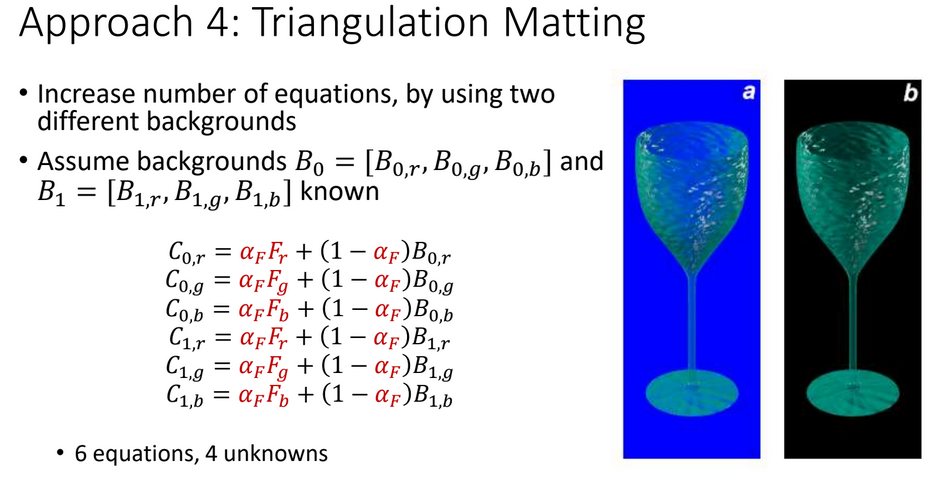 Approach 4: Triangulation Matting
• Increase number of equations, by using two
different backgrounds
• Assume backgrounds B₀ = [B₀,r, B₀,g, B₀,b] and
B₁ = [B₁,r, B₁,g, B₁,b] known
C₀,r = α_F F_r + (1 − α_F)B₀,r
C₀,g = α_F F_g + (1 − α_F)B₀,g
C₀,b = α_F F_b + (1 − α_F)B₀,b
C₁,r = α_F F_r + (1 − α_F)B₁,r
C₁,g = α_F F_g + (1 − α_F)B₁,g
C₁,b = α_F F_b + (1 − α_F)B₁,b
• 6 equations, 4 unknowns
a
b